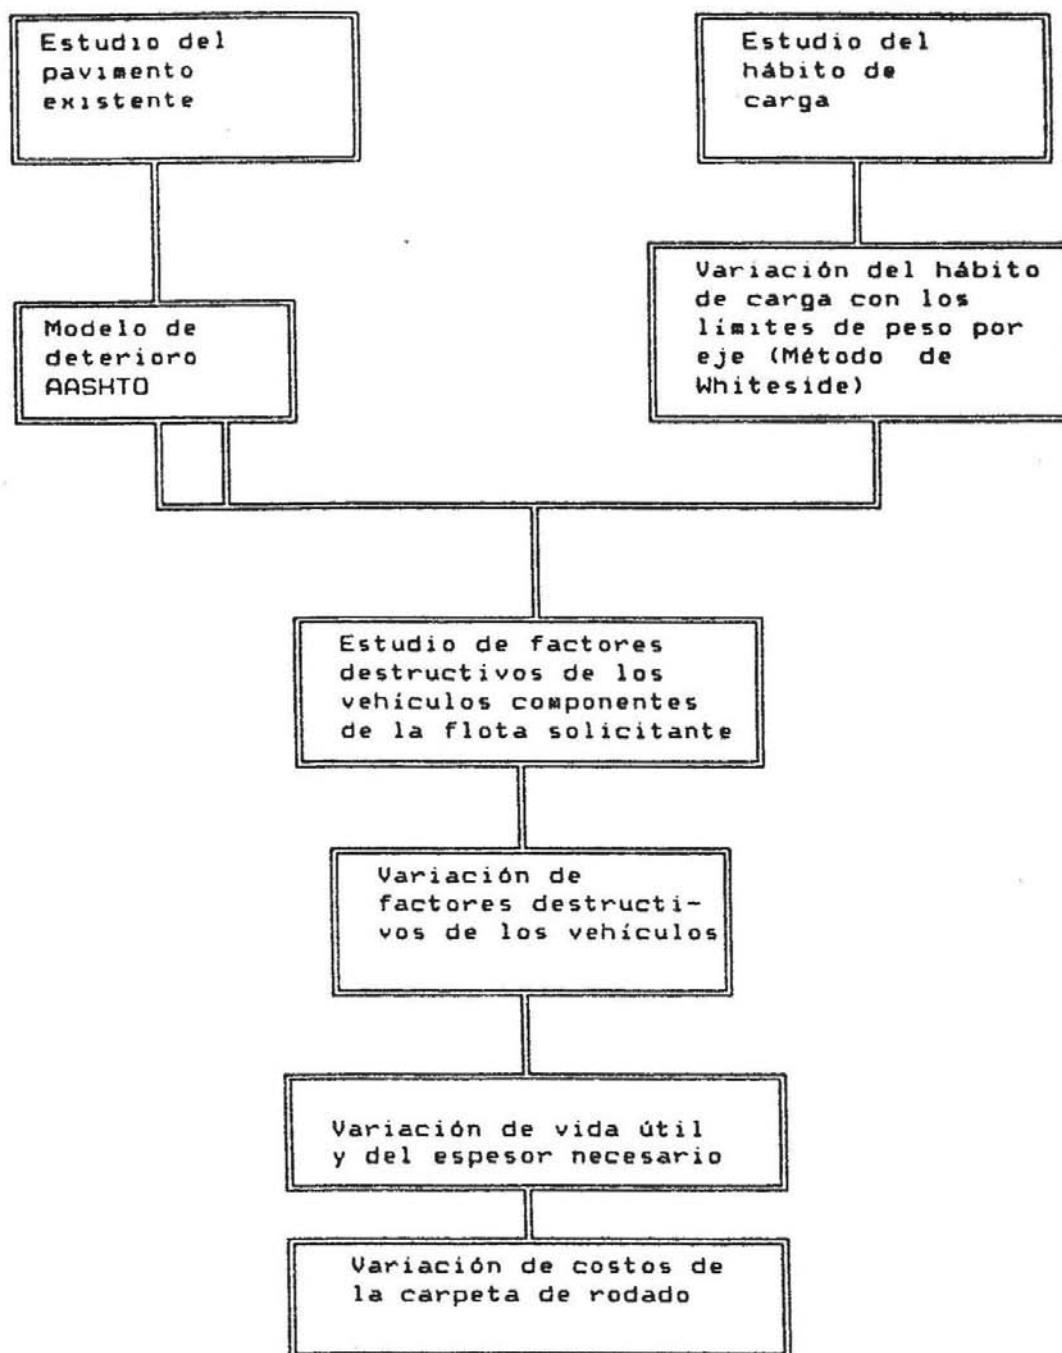 Estudio del
pavimento
existente
Estudio del
hábito de
carga
Modelo de
deterioro
AASHTO
Variación del hábito
de carga con los
límites de peso por
eje (Método de
Whiteside)
Estudio de factores
destructivos de los
vehículos componentes
de la flota solicitante
Variación de
factores destructi-
vos de los vehículos
Variación de vida útil
y del espesor necesario
Variación de costos de
la carpeta de rodado